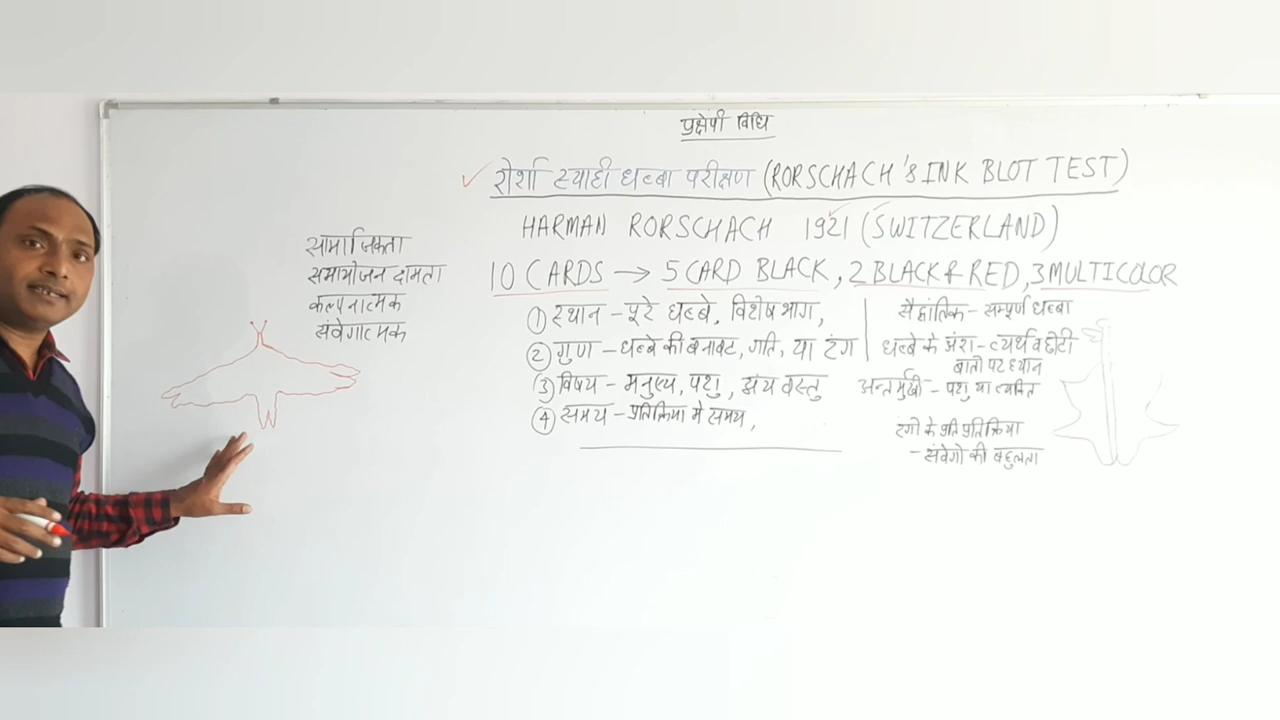 प्रक्षेपी विधि
रोर्शा स्याही धब्बा परीक्षण (RORSCHACH'S INK BLOT TEST)
HARMAN RORSCHACH 1921 (SWITZERLAND)
10 CARDS → 5 CARD BLACK, 2 BLACK & RED, 3 MULTICOLOR
① स्थान – पूरे धब्बे, विशेष भाग,
② गुण – धब्बे की बनावट, गति, या रंग
③ विषय – मनुष्य, पशु, अंय वस्तु
④ समय – प्रतिक्रिया मे समय,
सैद्धांतिक – सम्पूर्ण धब्बा
धब्बे के अंश – व्यर्थ व छोटी
बातो पर ध्यान
अन्तर्मुखी – पशु या व्यक्ति
रंगो के प्रति प्रतिक्रिया
– संवेगो की बहुलता
सामाजिकता
समायोजन क्षमता
कल्पनात्मक
संवेगात्मक